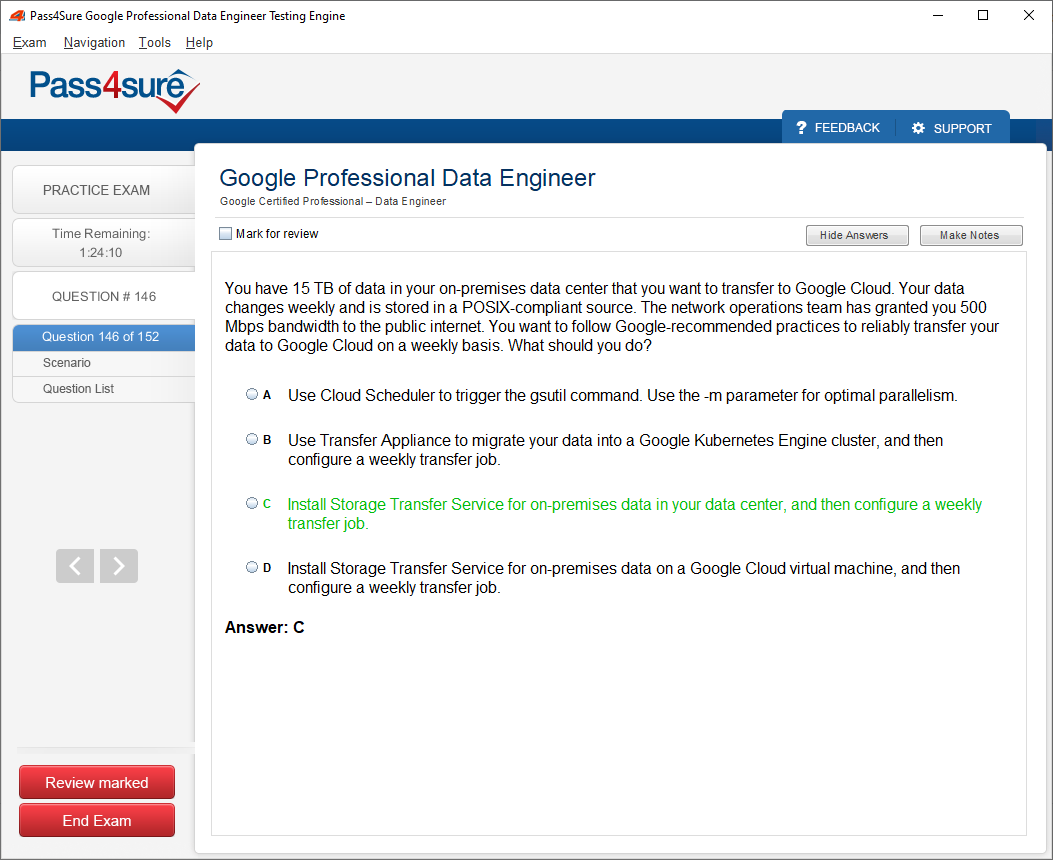 Pass4Sure Google Professional Data Engineer Testing Engine
Exam Navigation Tools Help
Pass4sure
? FEEDBACK SUPPORT
PRACTICE EXAM
Time Remaining:
1:24:10
QUESTION # 146
Question 146 of 152
Scenario
Question List
Review marked
End Exam
Google Professional Data Engineer
Google Certified Professional – Data Engineer
Mark for review
Hide Answers Make Notes
You have 15 TB of data in your on-premises data center that you want to transfer to Google Cloud. Your data
changes weekly and is stored in a POSIX-compliant source. The network operations team has granted you 500
Mbps bandwidth to the public internet. You want to follow Google-recommended practices to reliably transfer your
data to Google Cloud on a weekly basis. What should you do?
A Use Cloud Scheduler to trigger the gsutil command. Use the -m parameter for optimal parallelism.
B Use Transfer Appliance to migrate your data into a Google Kubernetes Engine cluster, and then
configure a weekly transfer job.
C Install Storage Transfer Service for on-premises data in your data center, and then configure a weekly
transfer job.
D Install Storage Transfer Service for on-premises data on a Google Cloud virtual machine, and then
configure a weekly transfer job.
Answer: C